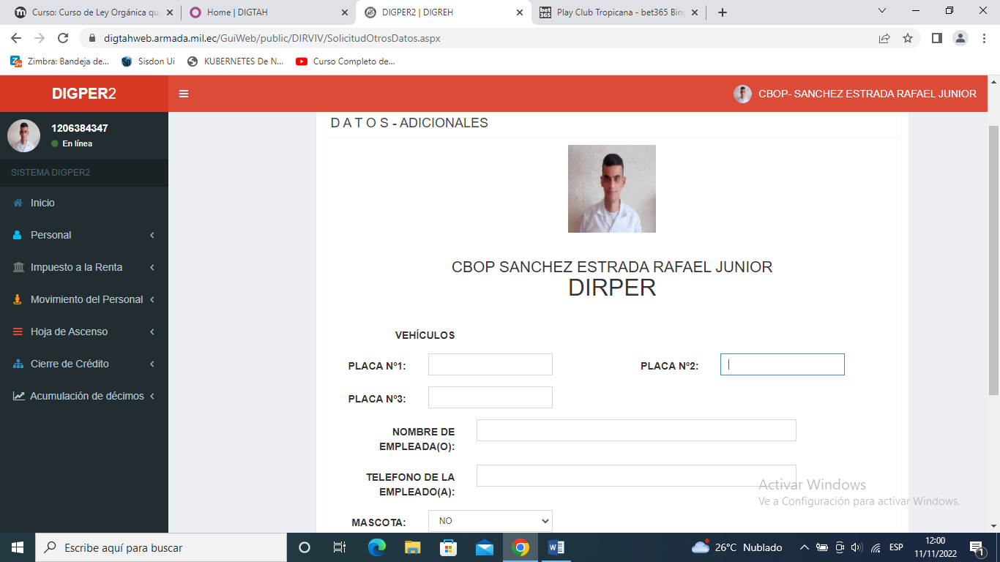 Curso: Curso de Ley Orgánica qu
Home | DIGTAH
DIGPER2 | DIGREH
bet365
Play Club Tropicana - bet365 Bin
digtahweb.armada.mil.ec/GuiWeb/public/DIRVIV/SolicitudOtrosDatos.aspx
Zimbra: Bandeja de...
Sisdon Ui
KUBERNETES De N...
Curso Completo de...
DIGPER2
CBOP- SANCHEZ ESTRADA RAFAEL JUNIOR
1206384347
En línea
SISTEMA DIGPER2
Inicio
Personal
Impuesto a la Renta
Movimiento del Personal
Hoja de Ascenso
Cierre de Crédito
Acumulación de décimos
D A T O S - ADICIONALES
CBOP SANCHEZ ESTRADA RAFAEL JUNIOR
DIRPER
VEHÍCULOS
PLACA Nº1:
PLACA Nº2:
PLACA Nº3:
NOMBRE DE
EMPLEADA(O):
TELEFONO DE LA
EMPLEADO(A):
MASCOTA:
NO
Activar Windows
Ve a Configuración para activar Windows.
Escribe aquí para buscar
26°C Nublado
ESP
12:00
11/11/2022
1